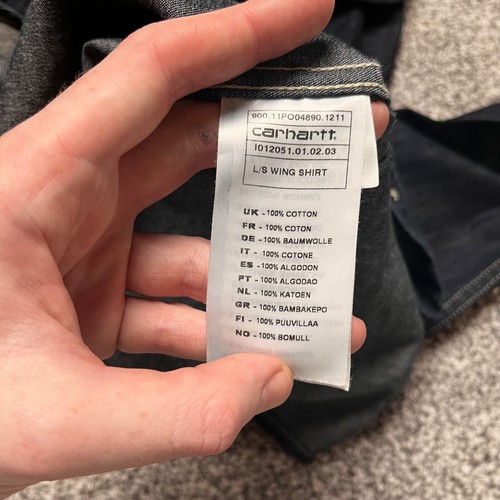 900.11PO04890.1211
carhartt
I012051.01.02.03
L/S WING SHIRT
UK - 100% COTTON
FR - 100% COTON
DE - 100% BAUMWOLLE
IT - 100% COTONE
ES - 100% ALGODON
PT - 100% ALGODAO
NL - 100% KATOEN
GR - 100% BAMBAKEPO
FI - 100% PUUVILLAA
NO - 100% BOMULL